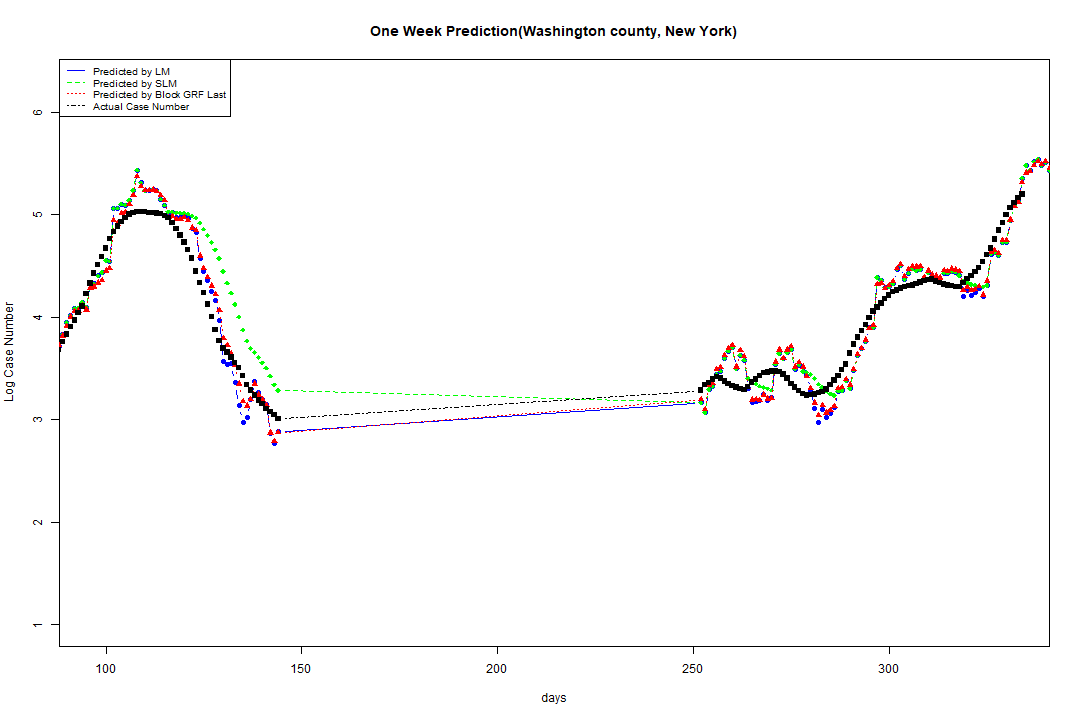 One Week Prediction(Washington county, New York)
Predicted by LM
Predicted by SLM
Predicted by Block GRF Last
Actual Case Number
6
5
4
3
2
1
Log Case Number
100 150 200 250 300
days